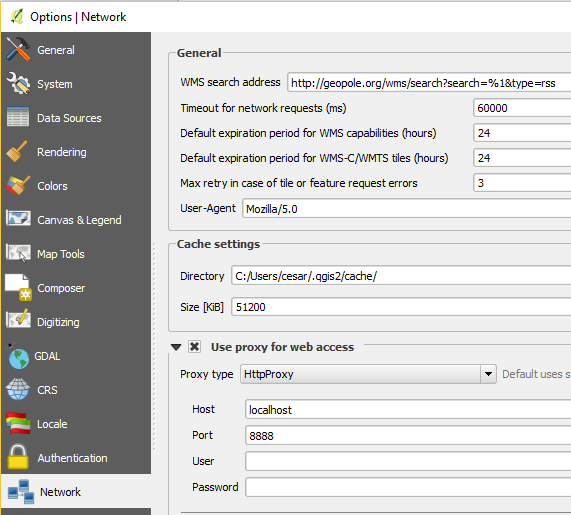 Options | Network
General
System
Data Sources
Rendering
Colors
Canvas & Legend
Map Tools
Composer
Digitizing
GDAL
CRS
Locale
Authentication
Network
General
WMS search address http://geopole.org/wms/search?search=%1&type=rss
Timeout for network requests (ms) 60000
Default expiration period for WMS capabilities (hours) 24
Default expiration period for WMS-C/WMTS tiles (hours) 24
Max retry in case of tile or feature request errors 3
User-Agent Mozilla/5.0
Cache settings
Directory C:/Users/cesar/.qgis2/cache/
Size [KiB] 51200
Use proxy for web access
Proxy type HttpProxy Default uses s
Host localhost
Port 8888
User
Password